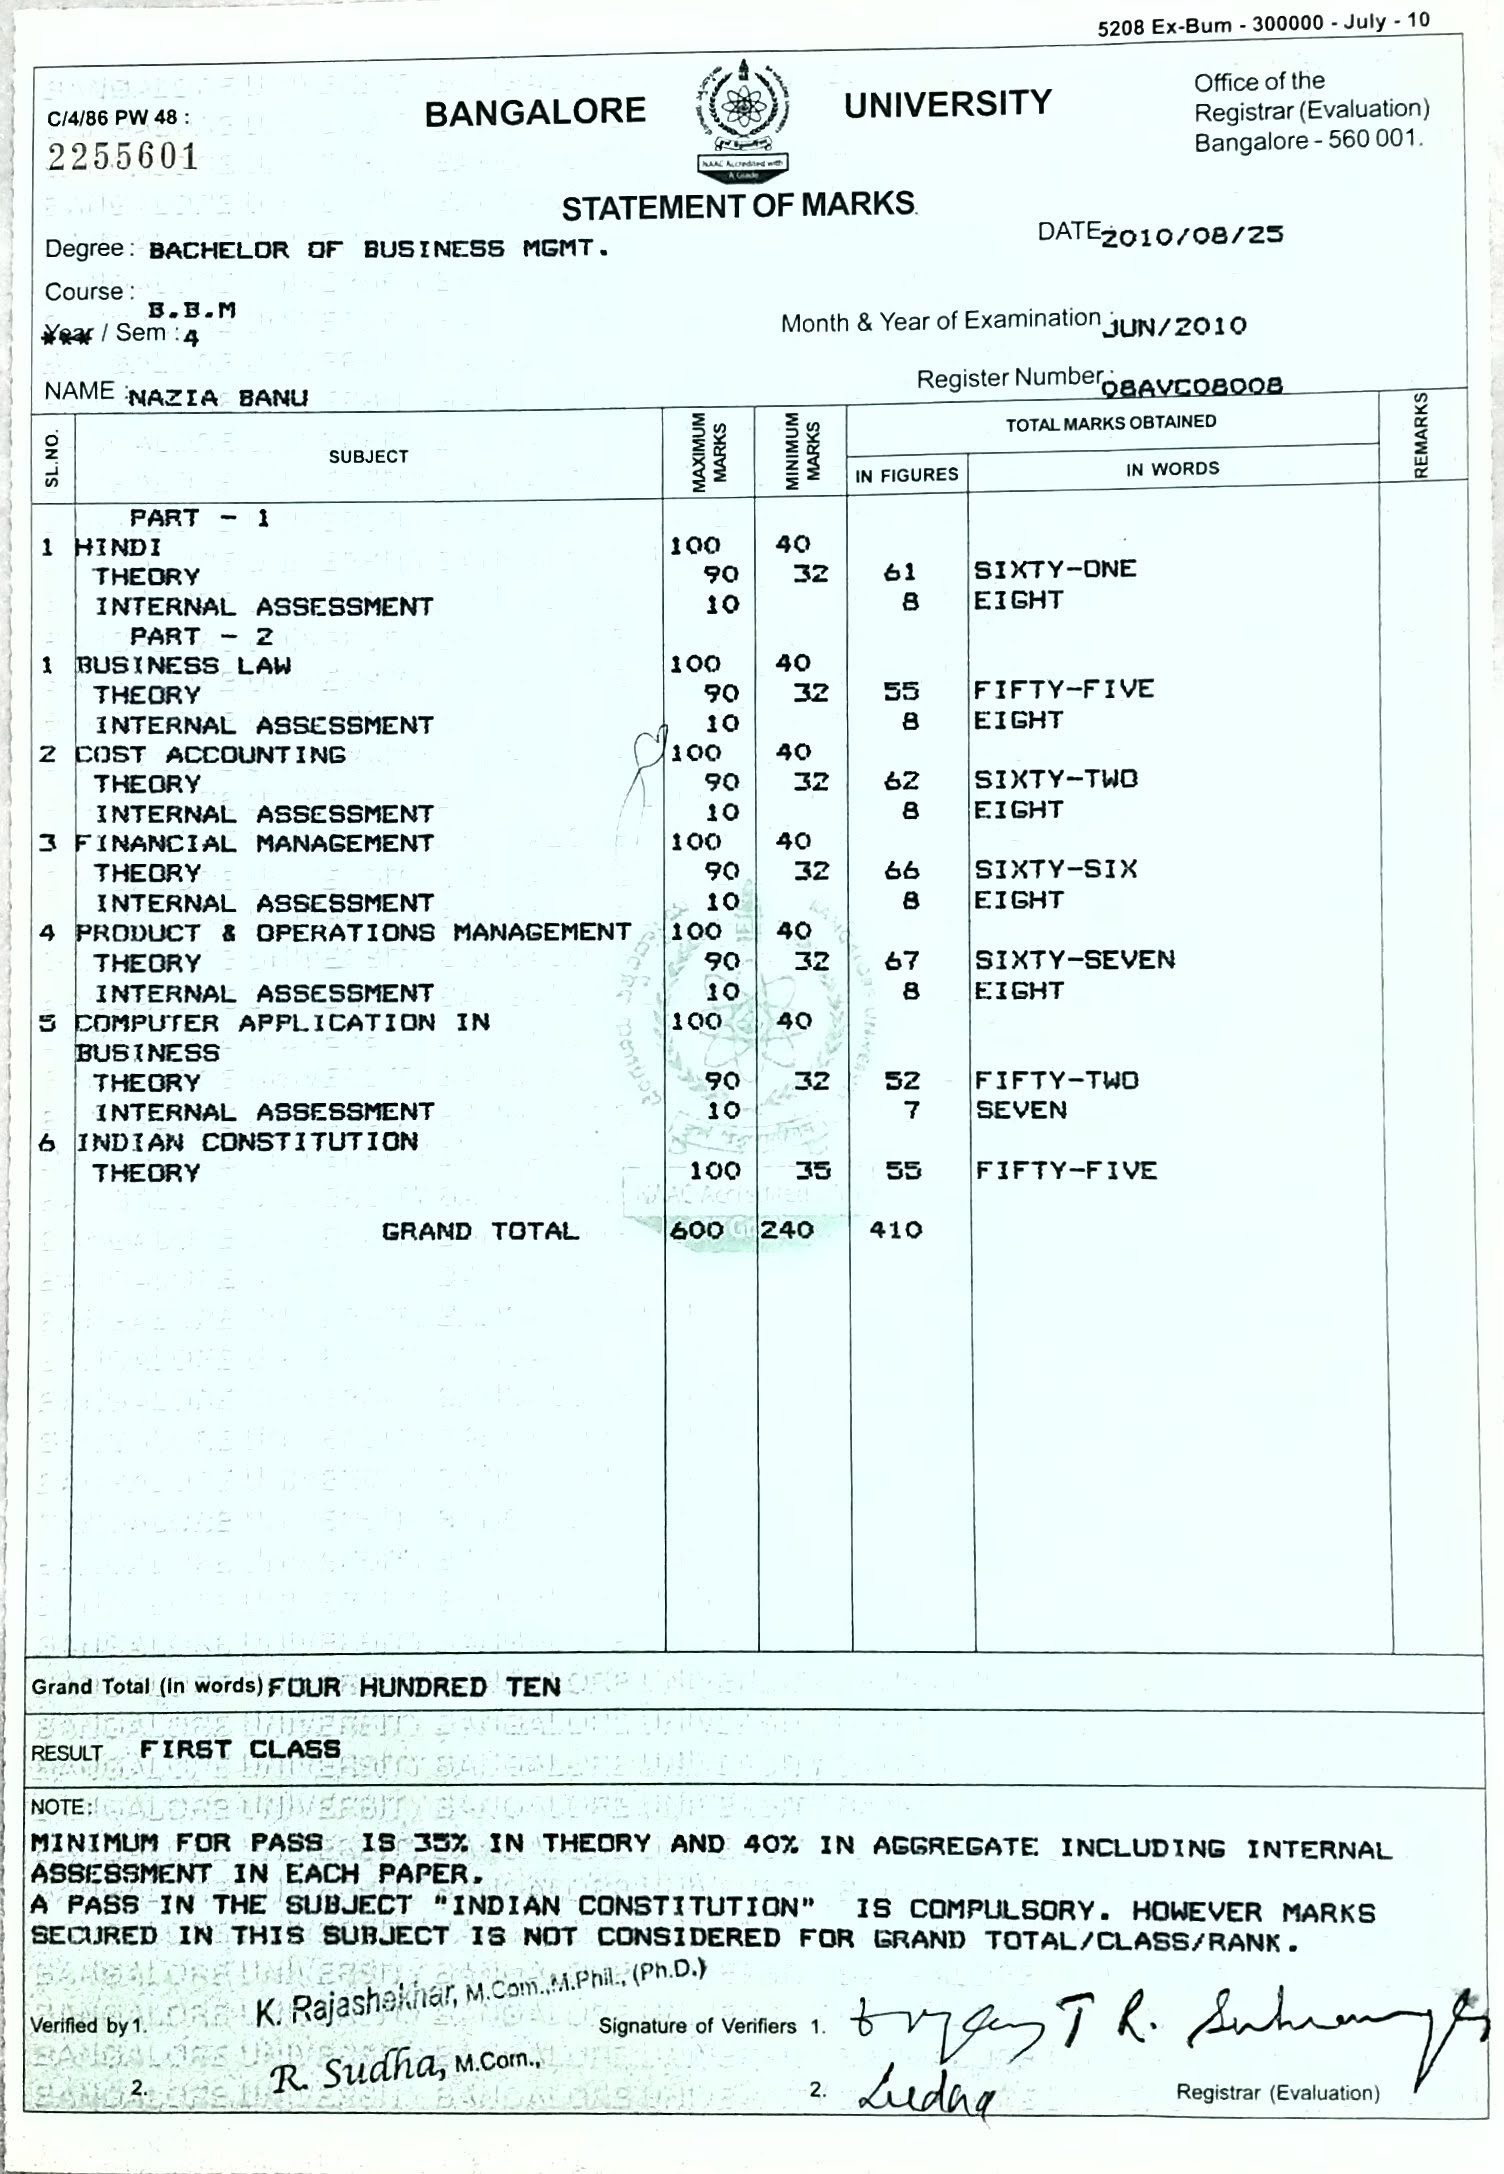 5208 Ex-Bum - 300000 - July - 10
C/4/86 PW 48 :
2255601
BANGALORE UNIVERSITY
NAAC Accredited with
A Grade
Office of the
Registrar (Evaluation)
Bangalore - 560 001.
STATEMENT OF MARKS
DATE 2010/08/25
Degree : BACHELOR OF BUSINESS MGMT.
Course : B.B.M
Year / Sem : 4
Month & Year of Examination : JUN/2010
NAME : NAZIA BANU
Register Number : 08AVC08008
SL.NO. SUBJECT MAXIMUM MARKS MINIMUM MARKS TOTAL MARKS OBTAINED REMARKS
IN FIGURES IN WORDS
PART - 1
1 HINDI 100 40
THEORY 90 32 61 SIXTY-ONE
INTERNAL ASSESSMENT 10 8 EIGHT
PART - 2
1 BUSINESS LAW 100 40
THEORY 90 32 55 FIFTY-FIVE
INTERNAL ASSESSMENT 10 8 EIGHT
2 COST ACCOUNTING 100 40
THEORY 90 32 62 SIXTY-TWO
INTERNAL ASSESSMENT 10 8 EIGHT
3 FINANCIAL MANAGEMENT 100 40
THEORY 90 32 66 SIXTY-SIX
INTERNAL ASSESSMENT 10 8 EIGHT
4 PRODUCT & OPERATIONS MANAGEMENT 100 40
THEORY 90 32 67 SIXTY-SEVEN
INTERNAL ASSESSMENT 10 8 EIGHT
5 COMPUTER APPLICATION IN 100 40
BUSINESS
THEORY 90 32 52 FIFTY-TWO
INTERNAL ASSESSMENT 10 7 SEVEN
6 INDIAN CONSTITUTION
THEORY 100 35 55 FIFTY-FIVE
GRAND TOTAL 600 240 410
Grand Total (in words) FOUR HUNDRED TEN
RESULT FIRST CLASS
NOTE:
MINIMUM FOR PASS IS 35% IN THEORY AND 40% IN AGGREGATE INCLUDING INTERNAL
ASSESSMENT IN EACH PAPER.
A PASS IN THE SUBJECT "INDIAN CONSTITUTION" IS COMPULSORY. HOWEVER MARKS
SECURED IN THIS SUBJECT IS NOT CONSIDERED FOR GRAND TOTAL/CLASS/RANK.
Verified by 1. K. Rajashekhar, M.Com.,M.Phil., (Ph.D.) Signature of Verifiers 1.
2. R. Sudha, M.Com., 2. Registrar (Evaluation)